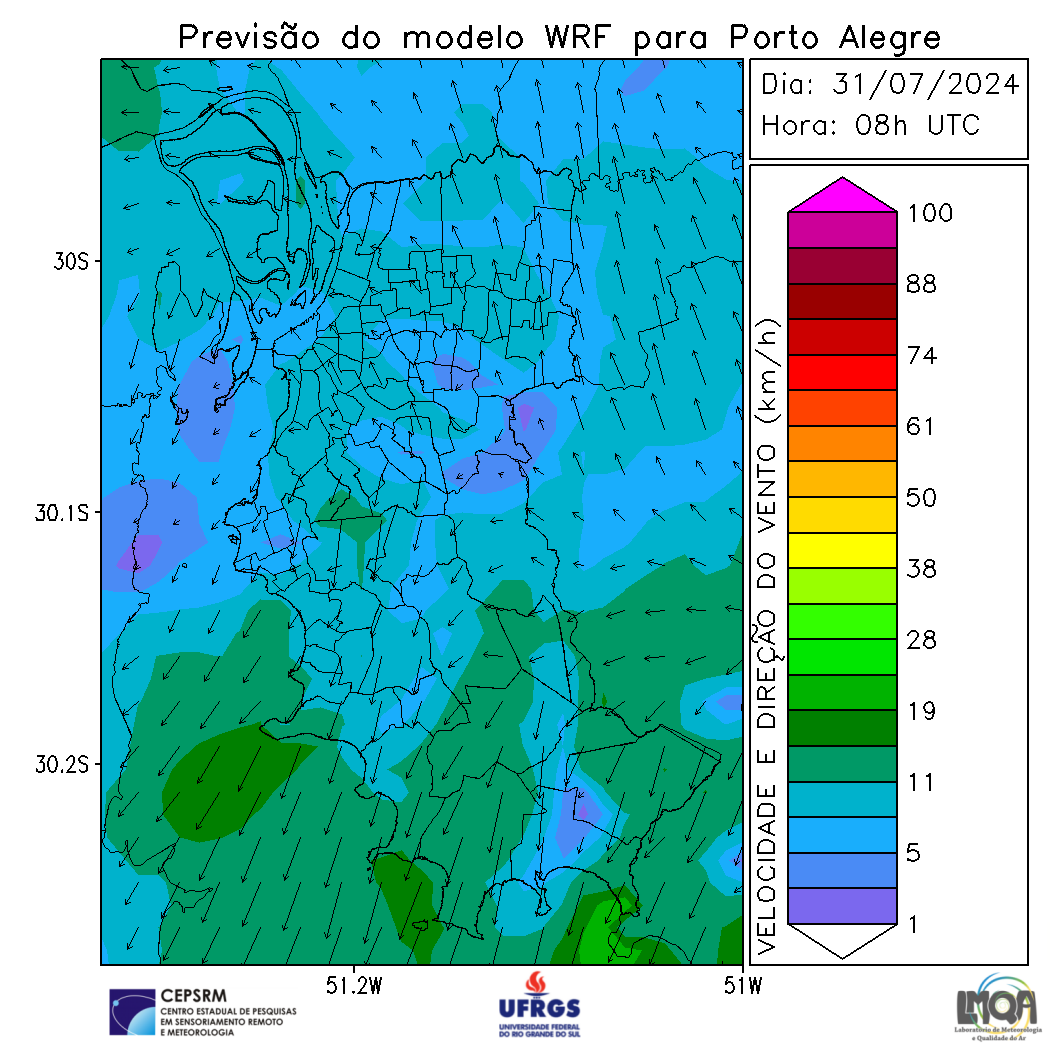 Previsão do modelo WRF para Porto Alegre
Dia: 31/07/2024
Hora: 08h UTC
30S
30.1S
30.2S
51.2W
51W
VELOCIDADE E DIREÇÃO DO VENTO (km/h)
100
88
74
61
50
38
28
19
11
5
1
CEPSRM
CENTRO ESTADUAL DE PESQUISAS
EM SENSORIAMENTO REMOTO
E METEOROLOGIA
UFRGS
UNIVERSIDADE FEDERAL
DO RIO GRANDE DO SUL
LMQA
Laboratório de Meteorologia
e Qualidade do Ar